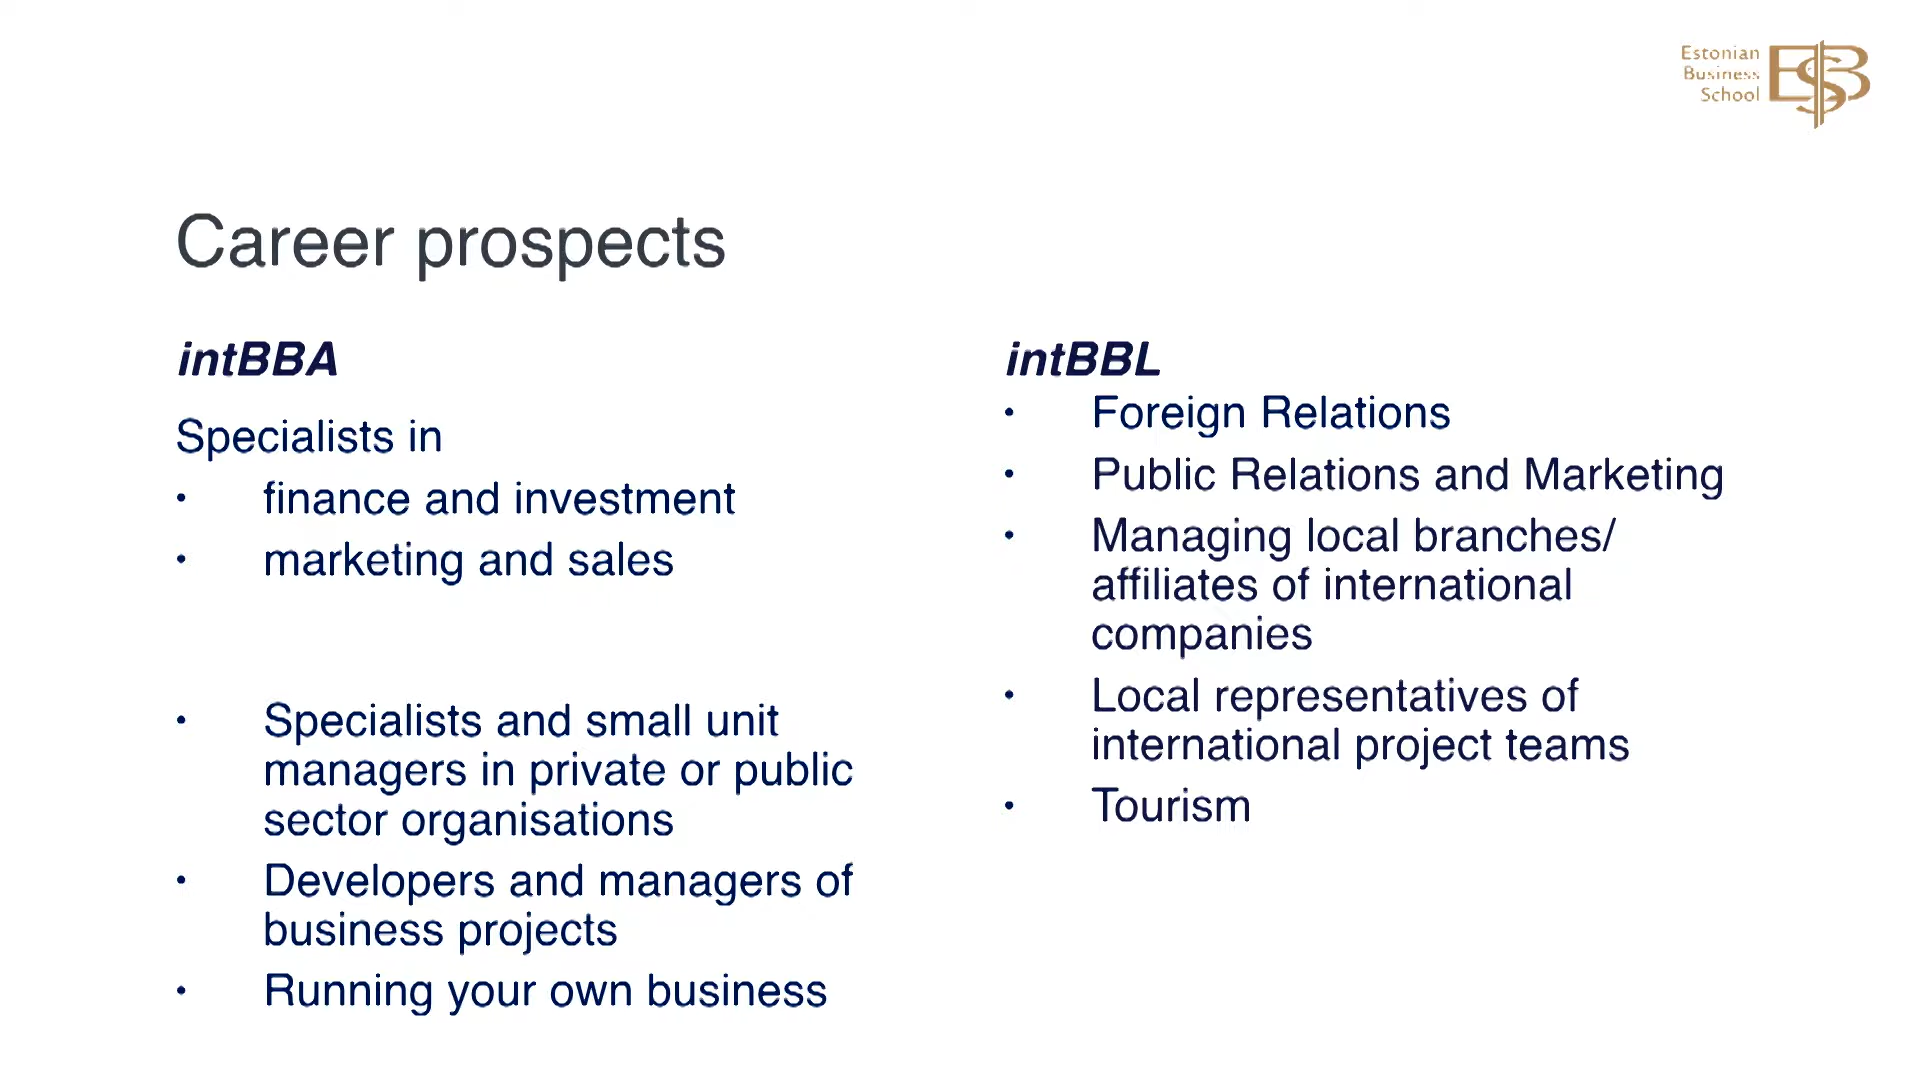 Estonian
Business
School
EBS
Career prospects
intBBA
Specialists in
• finance and investment
• marketing and sales
• Specialists and small unit
managers in private or public
sector organisations
• Developers and managers of
business projects
• Running your own business
intBBL
• Foreign Relations
• Public Relations and Marketing
• Managing local branches/
affiliates of international
companies
• Local representatives of
international project teams
• Tourism